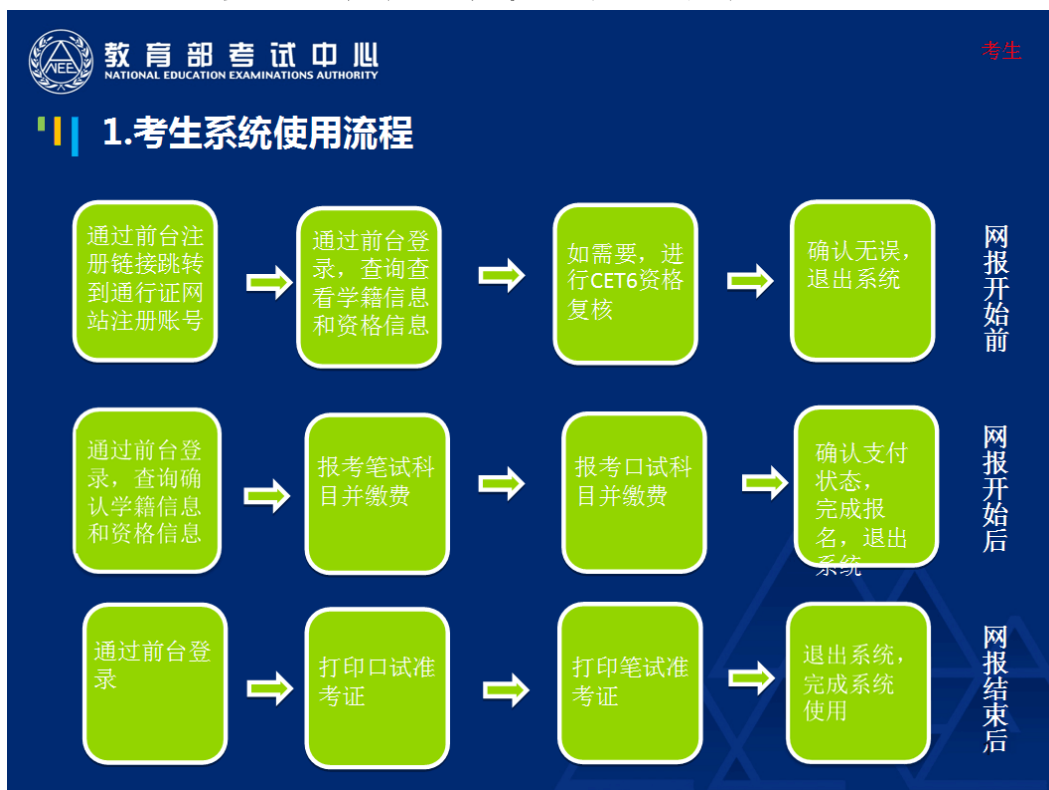 教育部考试中心
NATIONAL EDUCATION EXAMINATIONS AUTHORITY
NEEA
考生
1.考生系统使用流程
通过前台注
册链接跳转
到通行证网
站注册账号
通过前台登
录，查询查
看学籍信息
和资格信息
如需要，进
行CET6资格
复核
确认无误，
退出系统
网报开始前
通过前台登
录，查询确
认学籍信息
和资格信息
报考笔试科
目并缴费
报考口试科
目并缴费
确认支付
状态，
完成报
名，退出
系统
网报开始后
通过前台登
录
打印口试准
考证
打印笔试准
考证
退出系统，
完成系统
使用
网报结束后